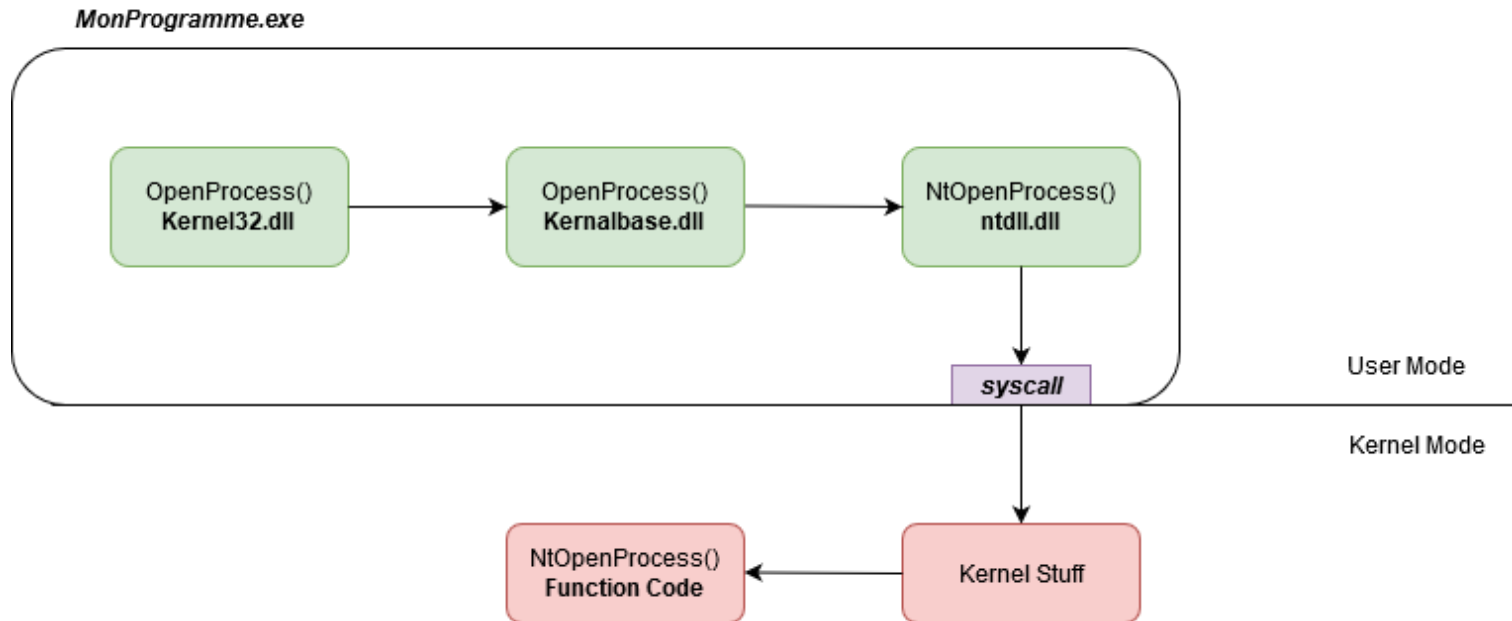 MonProgramme.exe
OpenProcess()
Kernel32.dll
OpenProcess()
Kernalbase.dll
NtOpenProcess()
ntdll.dll
syscall
User Mode
Kernel Mode
NtOpenProcess()
Function Code
Kernel Stuff